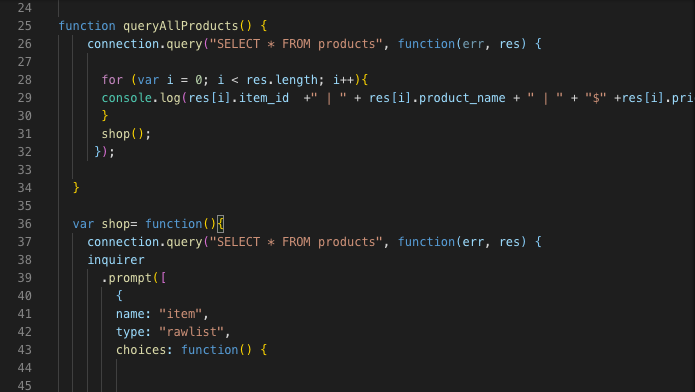 24
25 function queryAllProducts() {
26 connection.query("SELECT * FROM products", function(err, res) {
27
28 for (var i = 0; i < res.length; i++){
29 console.log(res[i].item_id  +" | " + res[i].product_name + " | " + "$" +res[i].pri
30 }
31 shop();
32 });
33
34 }
35
36 var shop= function(){
37 connection.query("SELECT * FROM products", function(err, res) {
38 inquirer
39 .prompt([
40 {
41 name: "item",
42 type: "rawlist",
43 choices: function() {
44
45